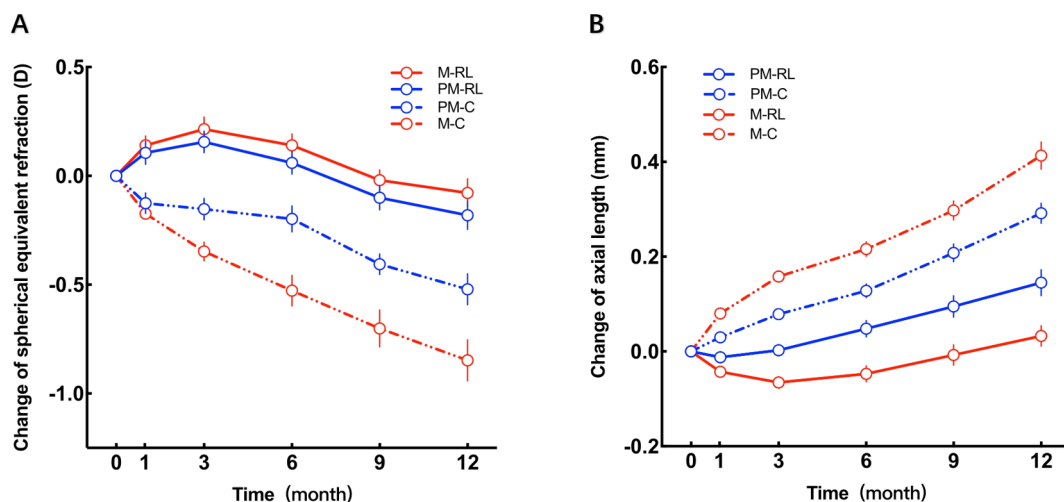 A
Change of spherical equivalent refraction (D)
0.5
0.0
-0.5
-1.0
0 1 3 6 9 12
Time (month)
M-RL
PM-RL
PM-C
M-C
B
Change of axial length (mm)
0.6
0.4
0.2
0.0
-0.2
0 1 3 6 9 12
Time (month)
PM-RL
PM-C
M-RL
M-C